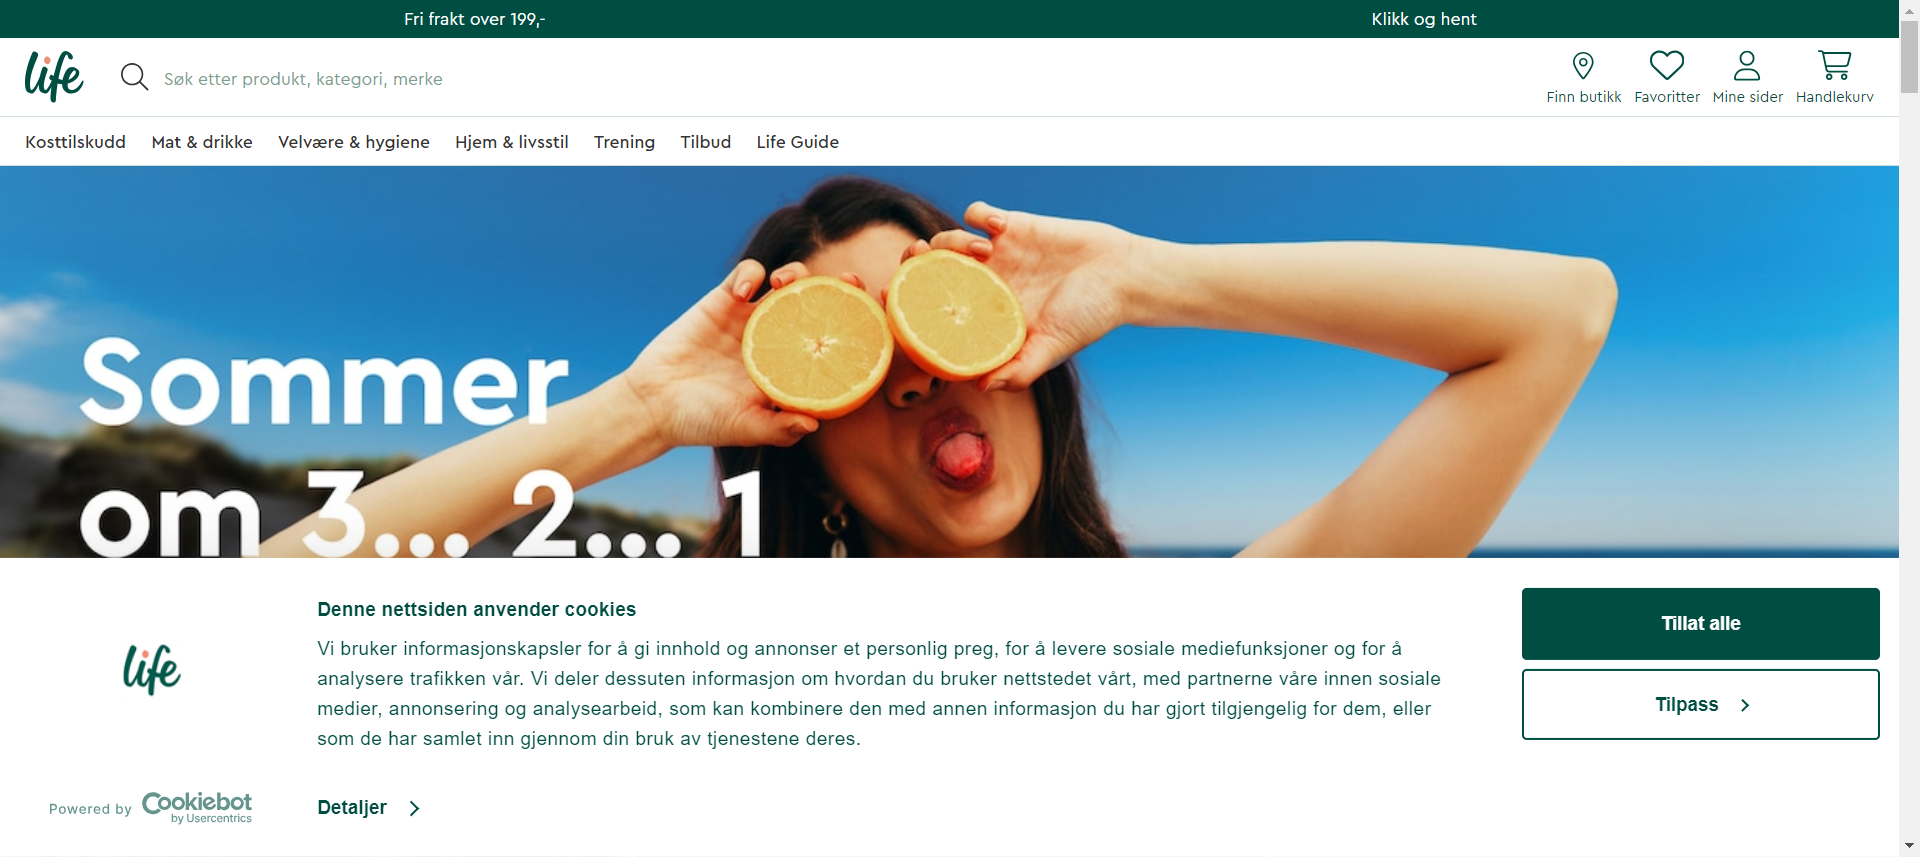 Fri frakt over 199,-
Klikk og hent
life
Søk etter produkt, kategori, merke
Finn butikk
Favoritter
Mine sider
Handlekurv
Kosttilskudd
Mat & drikke
Velvære & hygiene
Hjem & livsstil
Trening
Tilbud
Life Guide
Sommer
om 3... 2... 1
life
Powered by
Cookiebot
by Usercentrics
Denne nettsiden anvender cookies
Vi bruker informasjonskapsler for å gi innhold og annonser et personlig preg, for å levere sosiale mediefunksjoner og for å
analysere trafikken vår. Vi deler dessuten informasjon om hvordan du bruker nettstedet vårt, med partnerne våre innen sosiale
medier, annonsering og analysearbeid, som kan kombinere den med annen informasjon du har gjort tilgjengelig for dem, eller
som de har samlet inn gjennom din bruk av tjenestene deres.
Detaljer
Tillat alle
Tilpass